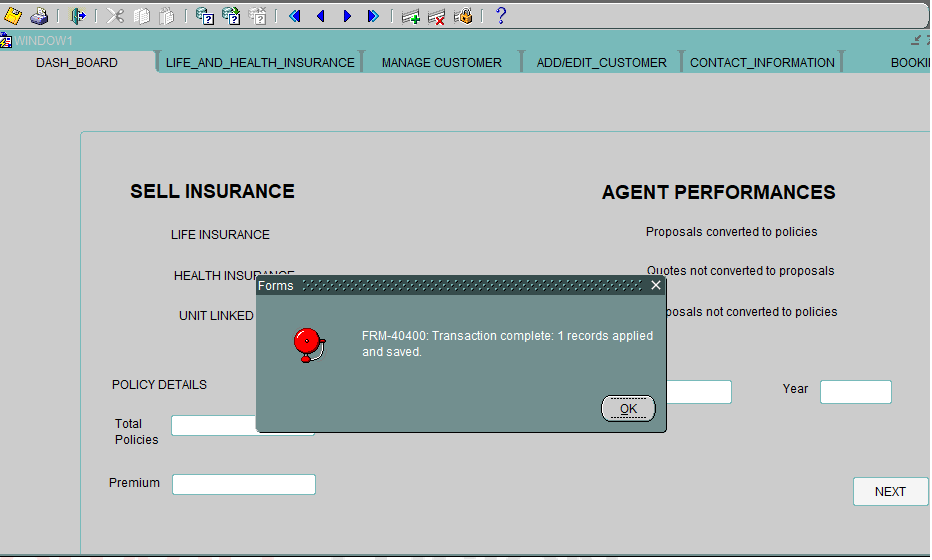 WINDOW1
DASH_BOARD
LIFE_AND_HEALTH_INSURANCE
MANAGE CUSTOMER
ADD/EDIT_CUSTOMER
CONTACT_INFORMATION
SELL INSURANCE
LIFE INSURANCE
HEALTH INSURANCE
UNIT LINKED
AGENT PERFORMANCES
Proposals converted to policies
Quotes not converted to proposals
not converted to policies
Forms
FRM-40400: Transaction complete: 1 records applied
and saved.
OK
POLICY DETAILS
Total
Policies
Premium
Year
NEXT